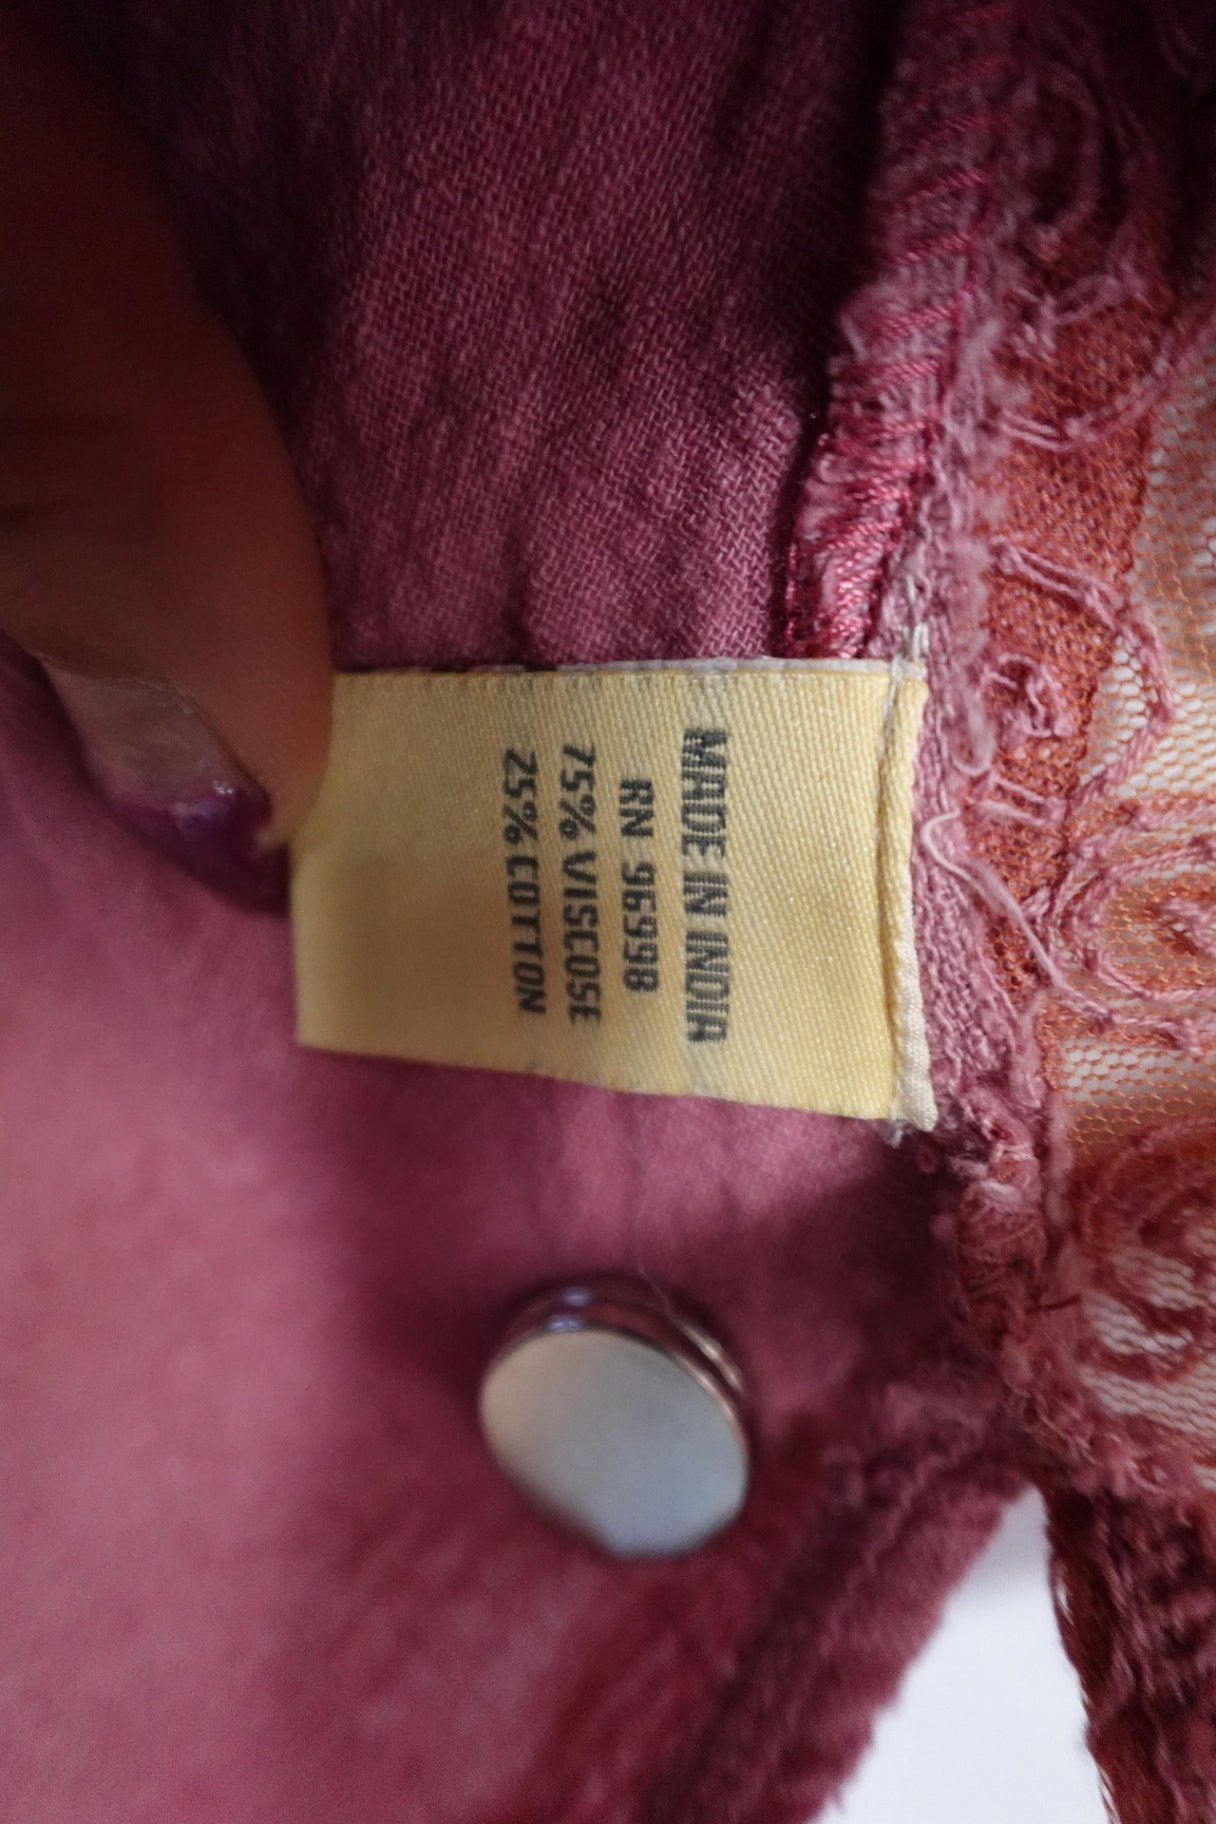 MADE IN INDIA
RN 96998
75% VISCOSE
25% COTTON